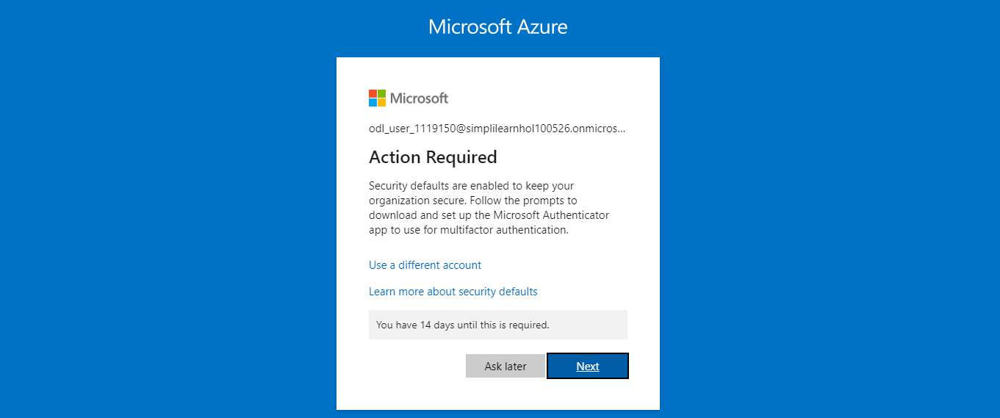 Microsoft Azure
Microsoft
odl_user_1119150@simplilearnhol100526.onmicros...
Action Required
Security defaults are enabled to keep your
organization secure. Follow the prompts to
download and set up the Microsoft Authenticator
app to use for multifactor authentication.
Use a different account
Learn more about security defaults
You have 14 days until this is required.
Ask later Next